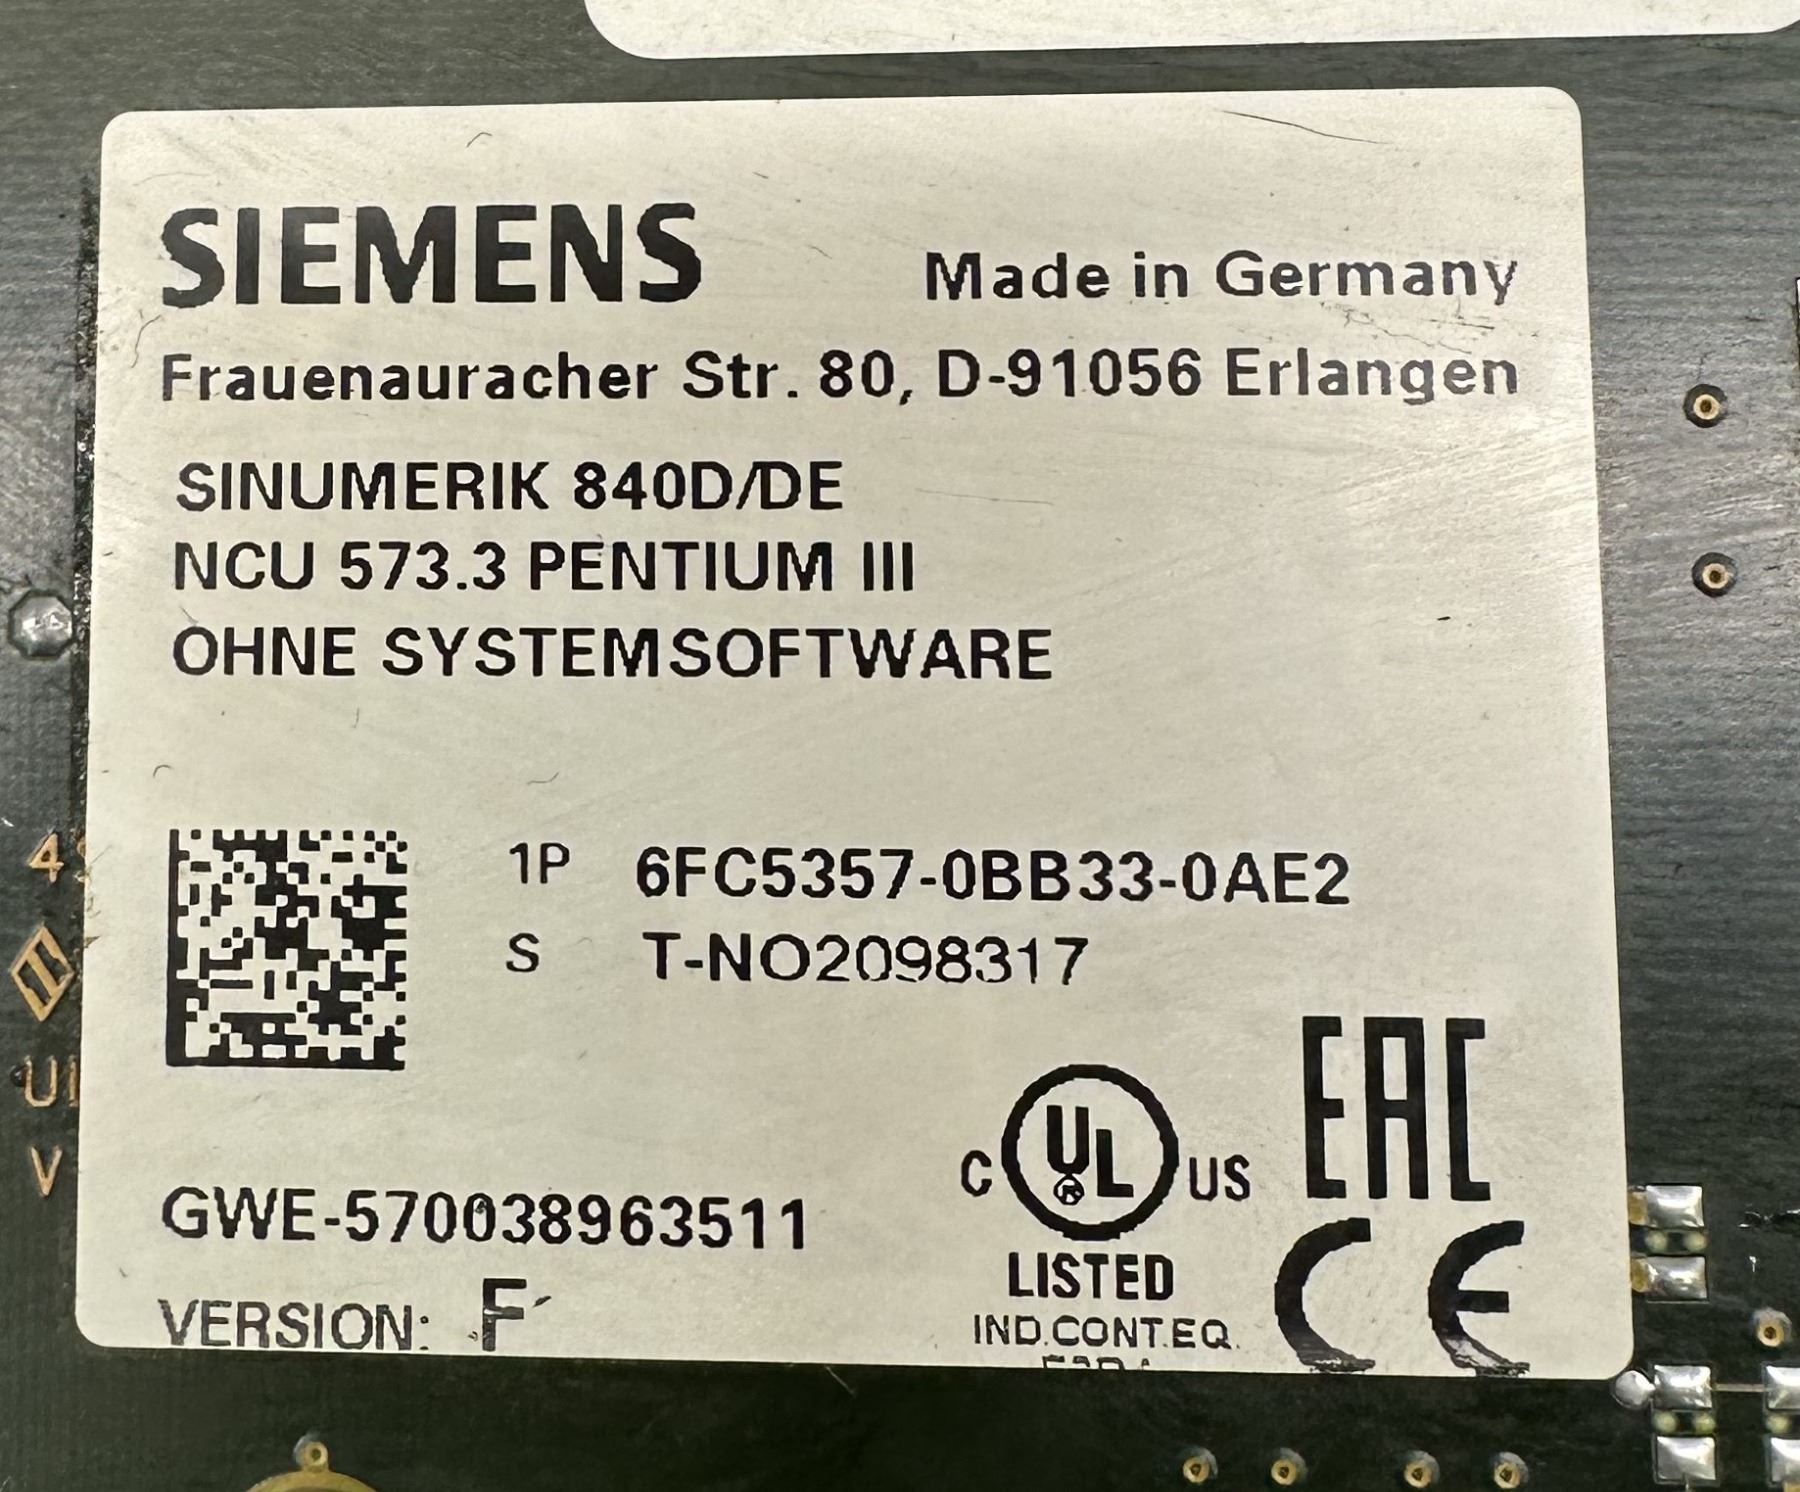 SIEMENS
Made in Germany
Frauenauracher Str. 80, D-91056 Erlangen
SINUMERIK 840D/DE
NCU 573.3 PENTIUM III
OHNE SYSTEMSOFTWARE
1P 6FC5357-0BB33-0AE2
S T-NO2098317
EAC
C UL ® US
GWE-570038963511
LISTED
CE
VERSION: F
IND.CONT.EQ.
V